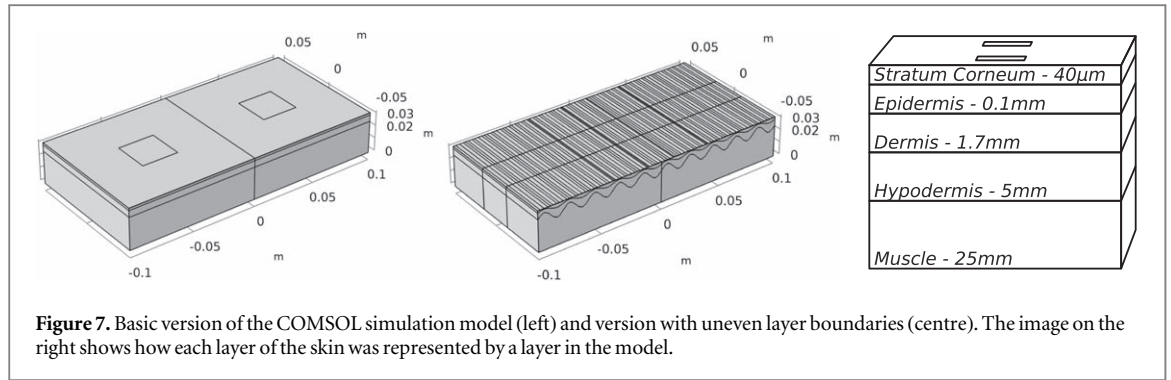 0.05
m
0
-0.05
0.03
0.02
m
0
0.1
0.05
0
-0.05
m
-0.1
0.05
m
0
-0.05
0.03
0.02
m
0
0.1
0.05
0
-0.05
m
-0.1
Stratum Corneum - 40μm
Epidermis - 0.1mm
Dermis - 1.7mm
Hypodermis - 5mm
Muscle - 25mm
Figure 7. Basic version of the COMSOL simulation model (left) and version with uneven layer boundaries (centre). The image on the
right shows how each layer of the skin was represented by a layer in the model.